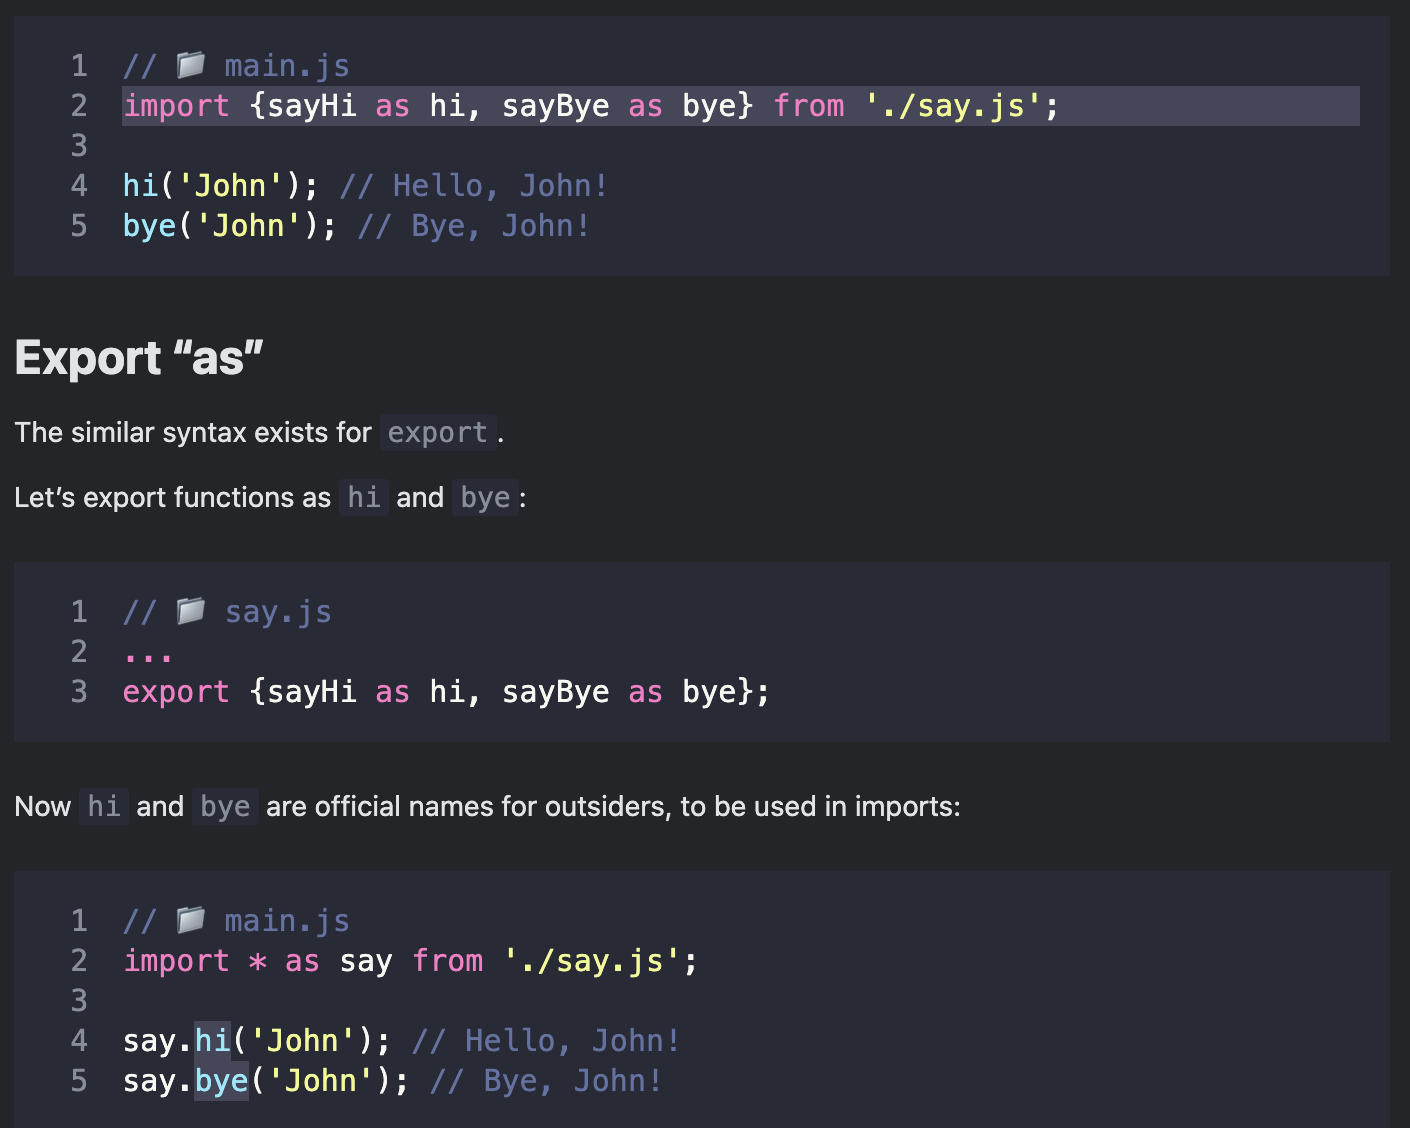 1 // 📁 main.js
2 import {sayHi as hi, sayBye as bye} from './say.js';
3
4 hi('John'); // Hello, John!
5 bye('John'); // Bye, John!
Export “as”
The similar syntax exists for export.
Let’s export functions as hi and bye:
1 // 📁 say.js
2 ...
3 export {sayHi as hi, sayBye as bye};
Now hi and bye are official names for outsiders, to be used in imports:
1 // 📁 main.js
2 import * as say from './say.js';
3
4 say.hi('John'); // Hello, John!
5 say.bye('John'); // Bye, John!